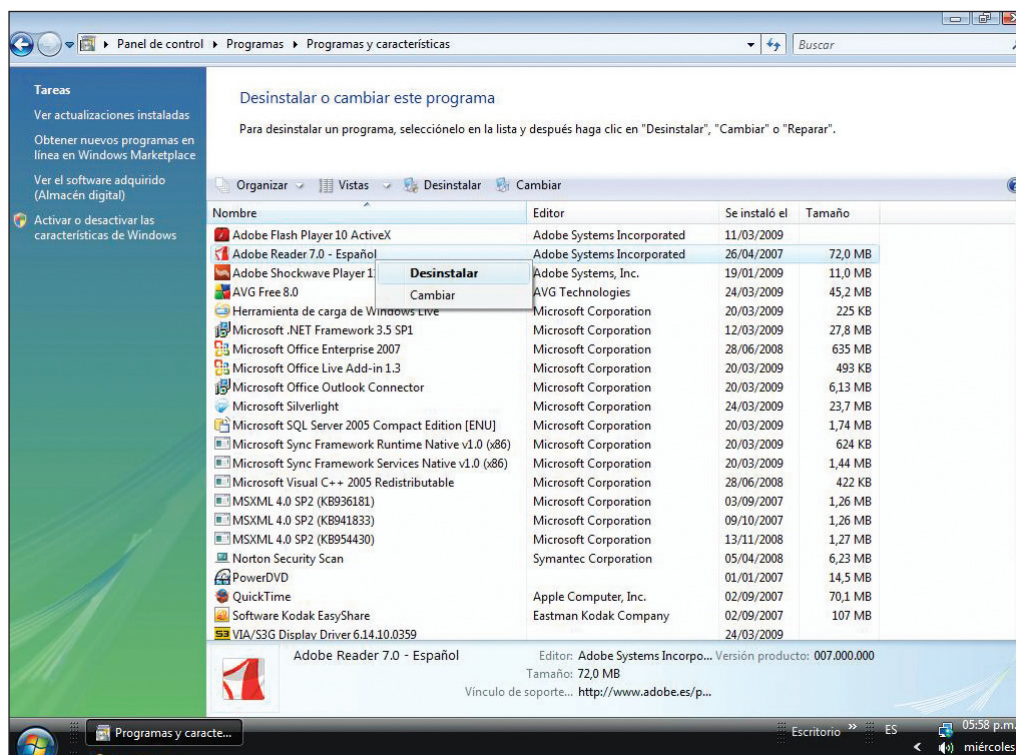 Panel de control ▸ Programas ▸ Programas y características
Buscar
Tareas
Ver actualizaciones instaladas
Obtener nuevos programas en
línea en Windows Marketplace
Ver el software adquirido
(Almacén digital)
Activar o desactivar las
características de Windows
Desinstalar o cambiar este programa
Para desinstalar un programa, selecciónelo en la lista y después haga clic en "Desinstalar", "Cambiar" o "Reparar".
Organizar Vistas Desinstalar Cambiar
Nombre Editor Se instaló el Tamaño
Adobe Flash Player 10 ActiveX Adobe Systems Incorporated 11/03/2009
Adobe Reader 7.0 - Español Adobe Systems Incorporated 26/04/2007 72,0 MB
Adobe Shockwave Player 1 Adobe Systems, Inc. 19/01/2009 11,0 MB
Desinstalar
Cambiar
AVG Free 8.0 AVG Technologies 24/03/2009 45,2 MB
Herramienta de carga de Windows Live Microsoft Corporation 20/03/2009 225 KB
Microsoft .NET Framework 3.5 SP1 Microsoft Corporation 12/03/2009 27,8 MB
Microsoft Office Enterprise 2007 Microsoft Corporation 28/06/2008 635 MB
Microsoft Office Live Add-in 1.3 Microsoft Corporation 20/03/2009 493 KB
Microsoft Office Outlook Connector Microsoft Corporation 20/03/2009 6,13 MB
Microsoft Silverlight Microsoft Corporation 24/03/2009 23,7 MB
Microsoft SQL Server 2005 Compact Edition [ENU] Microsoft Corporation 20/03/2009 1,74 MB
Microsoft Sync Framework Runtime Native v1.0 (x86) Microsoft Corporation 20/03/2009 624 KB
Microsoft Sync Framework Services Native v1.0 (x86) Microsoft Corporation 20/03/2009 1,44 MB
Microsoft Visual C++ 2005 Redistributable Microsoft Corporation 28/06/2008 422 KB
MSXML 4.0 SP2 (KB936181) Microsoft Corporation 03/09/2007 1,26 MB
MSXML 4.0 SP2 (KB941833) Microsoft Corporation 09/10/2007 1,26 MB
MSXML 4.0 SP2 (KB954430) Microsoft Corporation 13/11/2008 1,27 MB
Norton Security Scan Symantec Corporation 05/04/2008 6,23 MB
PowerDVD 01/01/2007 14,5 MB
QuickTime Apple Computer, Inc. 02/09/2007 70,1 MB
Software Kodak EasyShare Eastman Kodak Company 02/09/2007 107 MB
S3 VIA/S3G Display Driver 6.14.10.0359 24/03/2009
Adobe Reader 7.0 - Español Editor: Adobe Systems Incorpo... Versión producto: 007.000.000
Tamaño: 72,0 MB
Vínculo de soporte... http://www.adobe.es/p...
Programas y caracte... Escritorio » ES 05:58 p.m.
miércoles